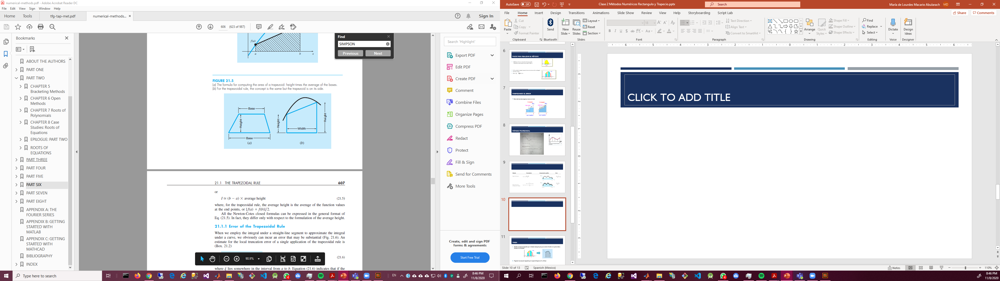 numerical-methods.pdf - Adobe Acrobat Reader DC
File Edit View Sign Window Help
Home Tools tfg-tap-met.pdf numerical-methods... × Sign In
606 (623 of 987)
Bookmarks
ABOUT THE AUTHORS
PART ONE
PART TWO
CHAPTER 5
Bracketing Methods
CHAPTER 6 Open
Methods
CHAPTER 7 Roots of
Polynomials
CHAPTER 8 Case
Studies: Roots of
Equations
EPILOGUE: PART TWO
ROOTS OF
EQUATIONS
PART THREE
PART FOUR
PART FIVE
PART SIX
PART SEVEN
PART EIGHT
APPENDIX A: THE
FOURIER SERIES
APPENDIX B: GETTING
STARTED WITH
MATLAB
APPENDIX C: GETTING
STARTED WITH
MATHCAD
BIBLIOGRAPHY
INDEX
f(a)
a b x
FIGURE 21.5
(a) The formula for computing the area of a trapezoid: height times the average of the bases.
(b) For the trapezoidal rule, the concept is the same but the trapezoid is on its side.
Base
Height
Base
Height
Width
Height
(a) (b)
21.1 THE TRAPEZOIDAL RULE 607
or
I ≅ (b − a) × average height (21.5)
where, for the trapezoidal rule, the average height is the average of the function values
at the end points, or [f(a) + f(b)]/2.
All the Newton-Cotes closed formulas can be expressed in the general format of
Eq. (21.5). In fact, they differ only with respect to the formulation of the average height.
21.1.1 Error of the Trapezoidal Rule
When we employ the integral under a straight-line segment to approximate the integral
under a curve, we obviously can incur an error that may be substantial (Fig. 21.6). An
estimate for the local truncation error of a single application of the trapezoidal rule is
(Box. 21.2)
90.9%
(21.6)
where ξ lies somewhere in the interval from a to b. Equation (21.6) indicates that if the
Find
SIMPSON
Previous Next
Search 'Highlight'
Export PDF
Edit PDF
Create PDF
Comment
Combine Files
Organize Pages
Compress PDF
Redact
Protect
Fill & Sign
Send for Comments
More Tools
Create, edit and sign PDF
forms & agreements
Start Free Trial
Type here to search
EN
8:46 PM
11/8/2020
AutoSave Off
Clase 2 Métodos Numéricos Rectangulo y Trapecio.pptx
Search
María de Lourdes Macario Abularach MD
File Home Insert Design Transitions Animations Slide Show Review View Help Storyboarding Script Lab
Share Comments
Paste
Cut
Copy
Format Painter
Clipboard
Send
Bluetooth
New
Slide
Reuse
Slides
Layout
Reset
Section
Slides
18
Font
Text Direction
Align Text
Convert to SmartArt
Paragraph
Arrange
Quick
Styles
Shape Fill
Shape Outline
Shape Effects
Drawing
Find
Replace
Select
Editing
Dictate
Voice
Design
Ideas
Designer
6
PASOS PARA REALIZAR EL MÉTODO
7
MINIMIZANDO EL ERROR
8
MÉTODO TRAPEZOIDAL
9
10
11
TAREA
CLICK TO ADD TITLE
Slide 10 of 13 Spanish (Mexico)
Notes
110%
8:46 PM
11/8/2020